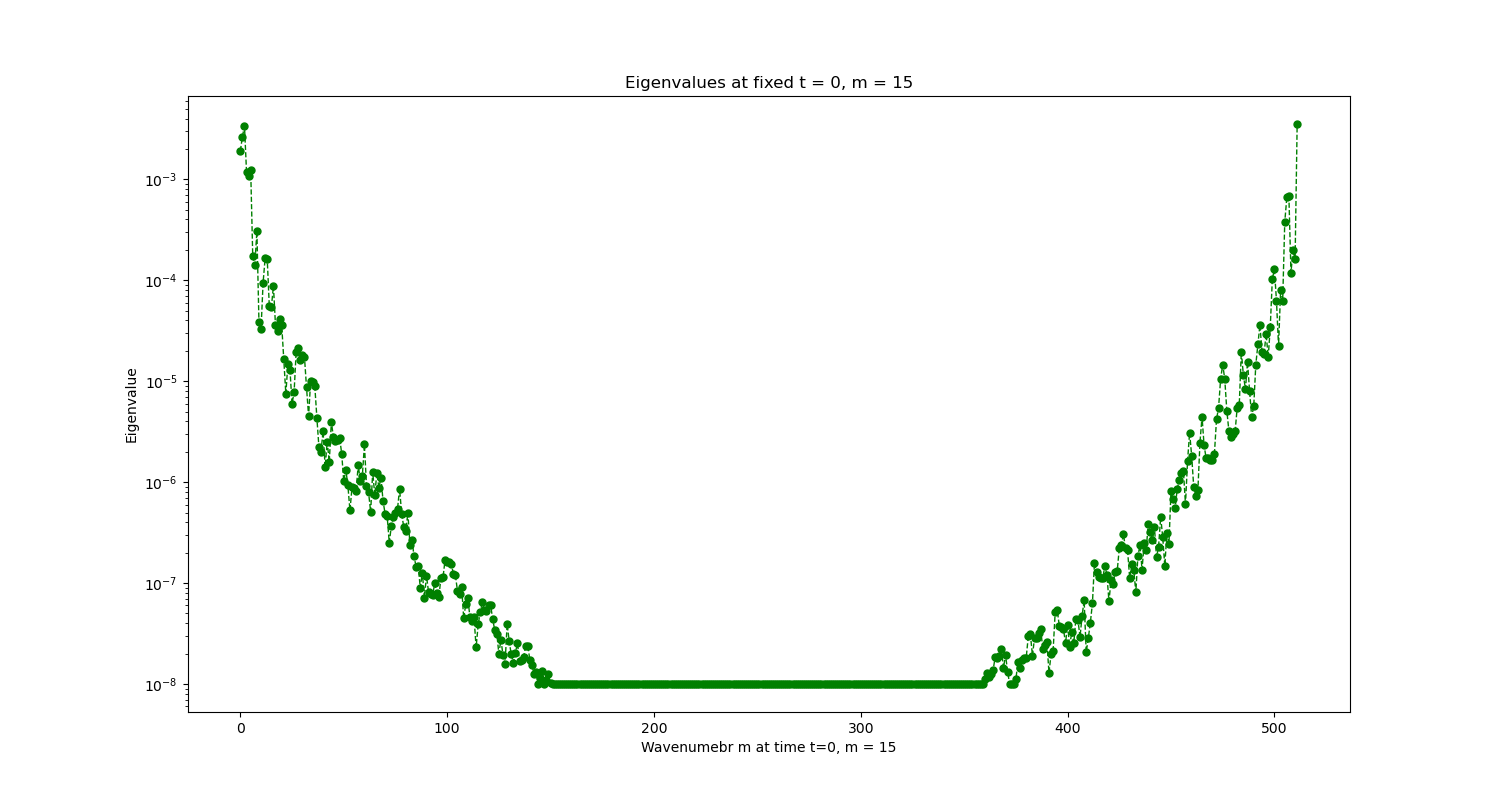 Eigenvalues at fixed t = 0, m = 15
Eigenvalue
10⁻³
10⁻⁴
10⁻⁵
10⁻⁶
10⁻⁷
10⁻⁸
0 100 200 300 400 500
Wavenumebr m at time t=0, m = 15